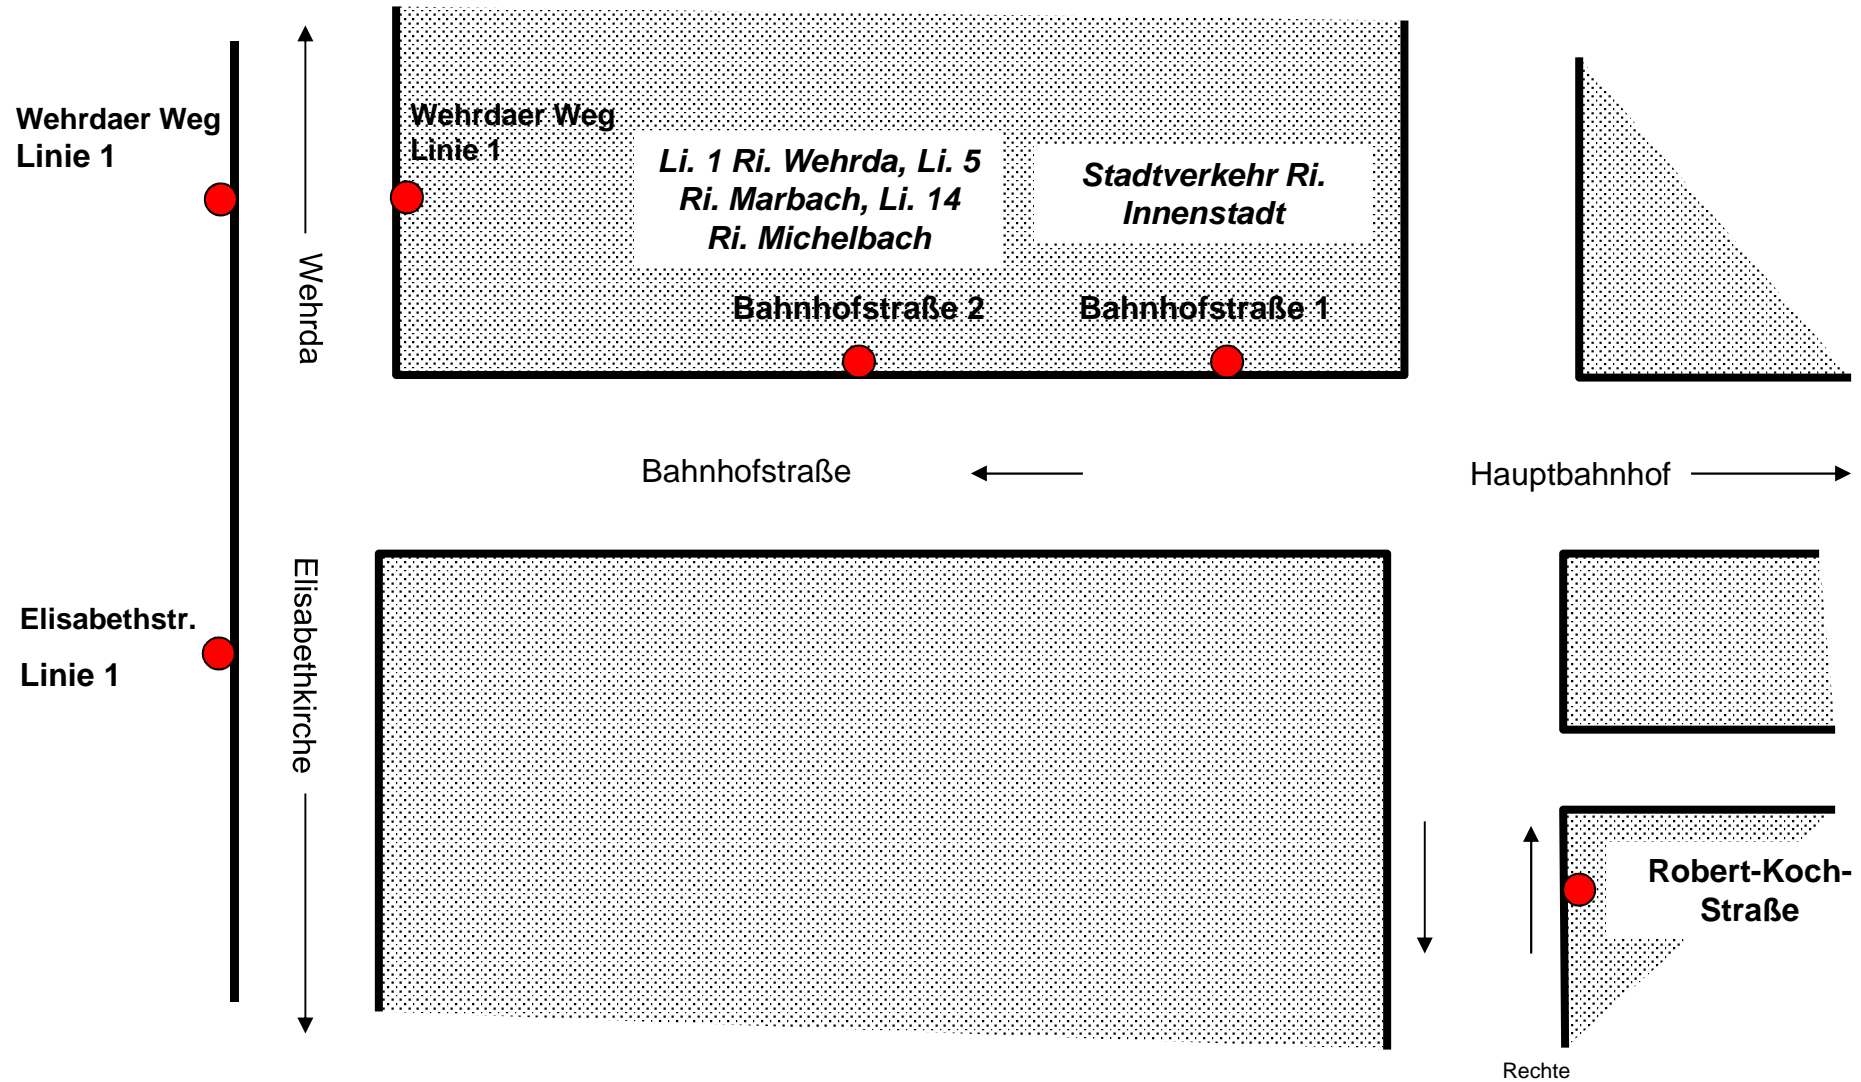 Wehrdaer Weg
Linie 1
Wehrdaer Weg
Linie 1
Li. 1 Ri. Wehrda, Li. 5
Ri. Marbach, Li. 14
Ri. Michelbach
Stadtverkehr Ri.
Innenstadt
Wehrda
Bahnhofstraße 2
Bahnhofstraße 1
Bahnhofstraße
Hauptbahnhof
Elisabethstr.
Linie 1
Elisabethkirche
Robert-Koch-
Straße
Rechte